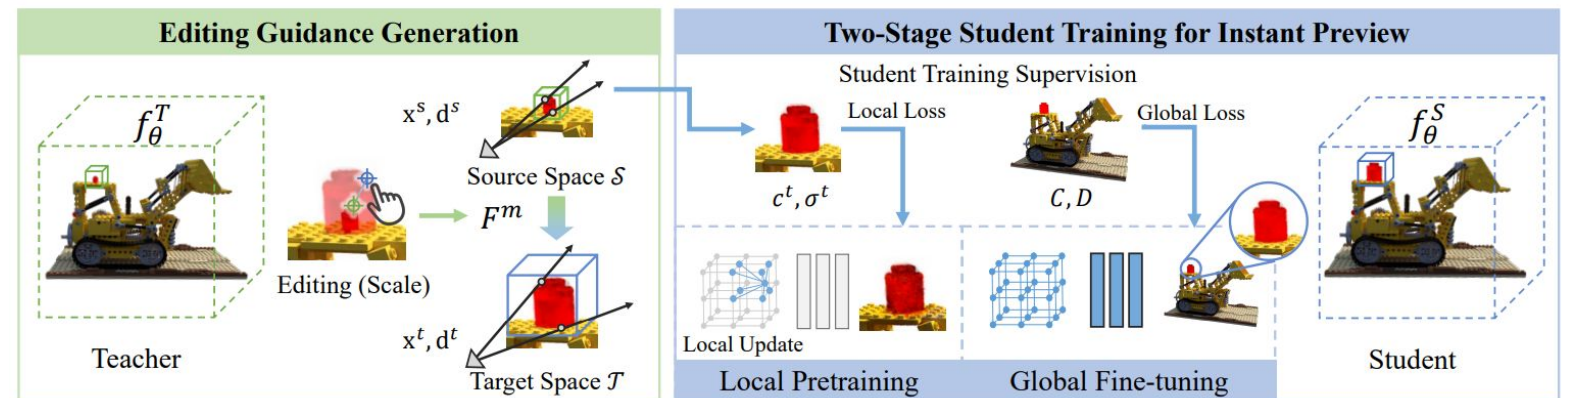 Editing Guidance Generation
Two-Stage Student Training for Instant Preview
f_θ^T
Teacher
Editing (Scale)
x^s, d^s
Source Space 𝒮
F^m
x^t, d^t
Target Space 𝒯
Student Training Supervision
Local Loss
Global Loss
c^t, σ^t
C, D
Local Update
Local Pretraining
Global Fine-tuning
f_θ^S
Student